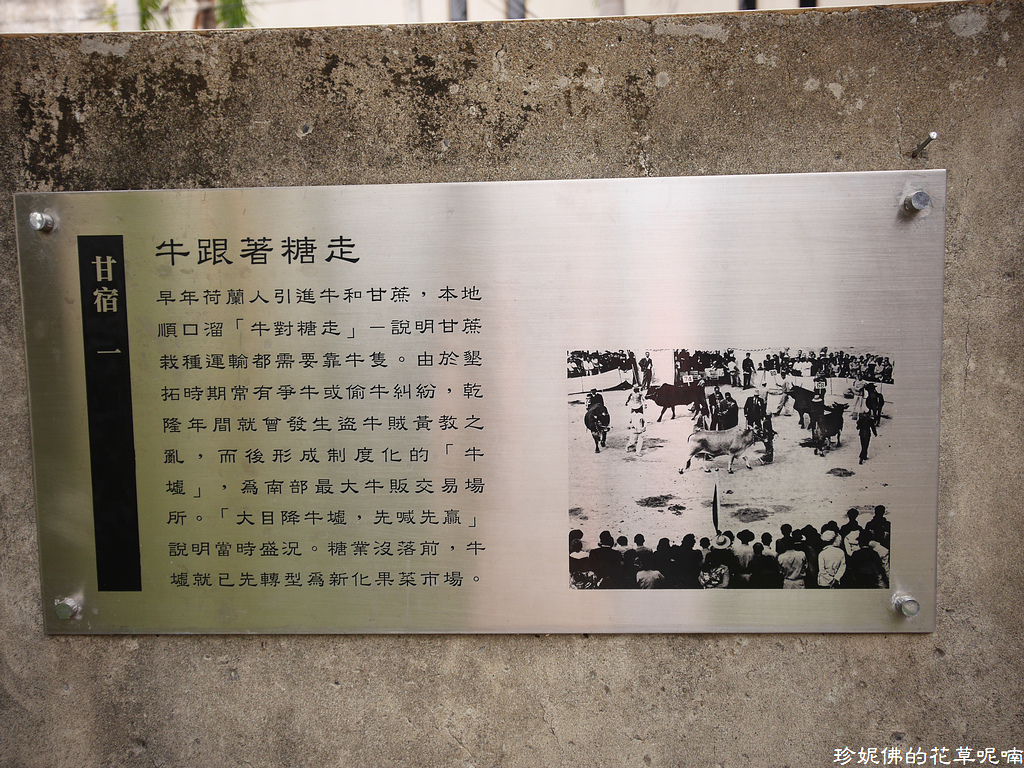 甘宿 一
牛跟著糖走
早年荷蘭人引進牛和甘蔗，本地
順口溜「牛對糖走」－說明甘蔗
栽種運輸都需要靠牛隻。由於墾
拓時期常有爭牛或偷牛糾紛，乾
隆年間就曾發生盜牛賊黃教之
亂，而後形成制度化的「牛
墟」，為南部最大牛販交易場
所。「大目降牛墟，先喊先贏」
說明當時盛況。糖業沒落前，牛
墟就已先轉型為新化果菜市場。
珍妮佛的花草呢喃